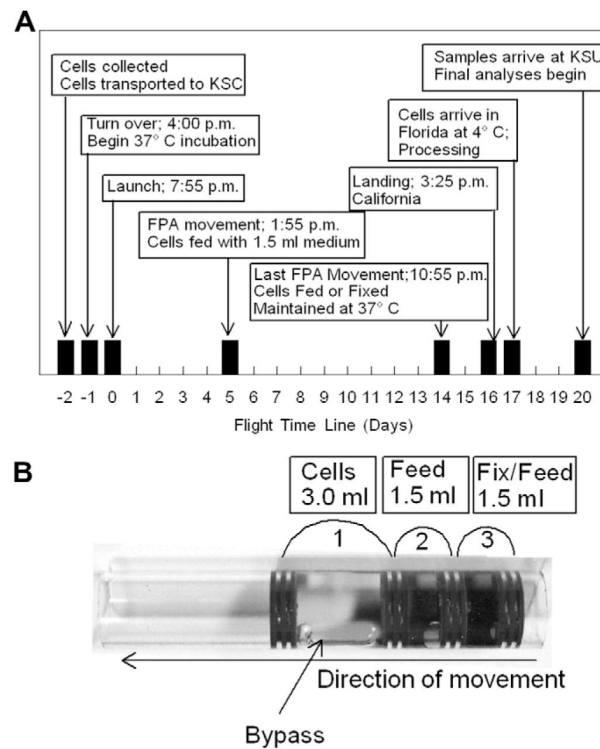 A
Cells collected
Cells transported to KSC
Samples arrive at KSU
Final analyses begin
Turn over; 4:00 p.m.
Begin 37° C incubation
Cells arrive in
Florida at 4° C;
Processing
Launch; 7:55 p.m.
Landing; 3:25 p.m.
California
FPA movement; 1:55 p.m.
Cells fed with 1.5 ml medium
Last FPA Movement;10:55 p.m.
Cells Fed or Fixed
Maintained at 37° C
-2 -1 0 1 2 3 4 5 6 7 8 9 10 11 12 13 14 15 16 17 18 19 20
Flight Time Line (Days)
B
Cells
3.0 ml
Feed
1.5 ml
Fix/Feed
1.5 ml
1 2 3
Direction of movement
Bypass